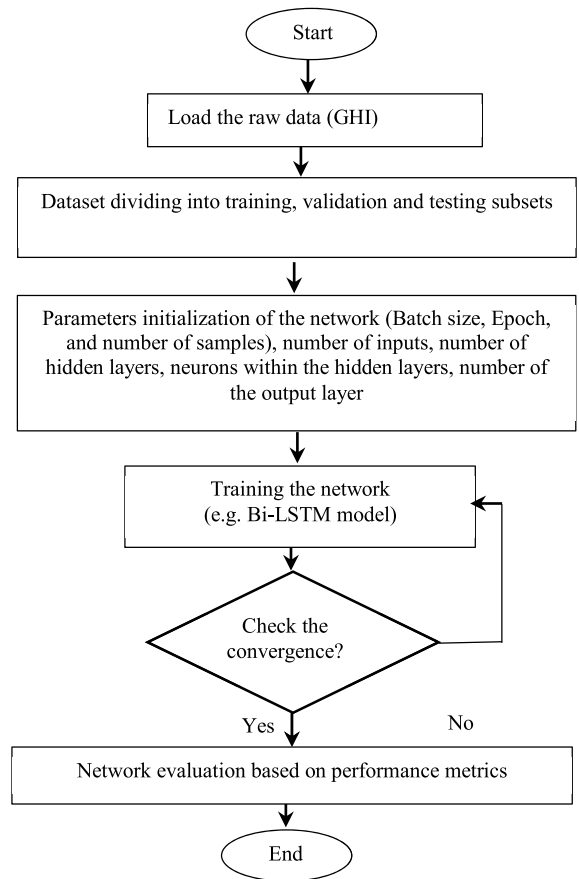 Start
Load the raw data (GHI)
Dataset dividing into training, validation and testing subsets
Parameters initialization of the network (Batch size, Epoch,
and number of samples), number of inputs, number of
hidden layers, neurons within the hidden layers, number of
the output layer
Training the network
(e.g. Bi-LSTM model)
Check the
convergence?
Yes
No
Network evaluation based on performance metrics
End